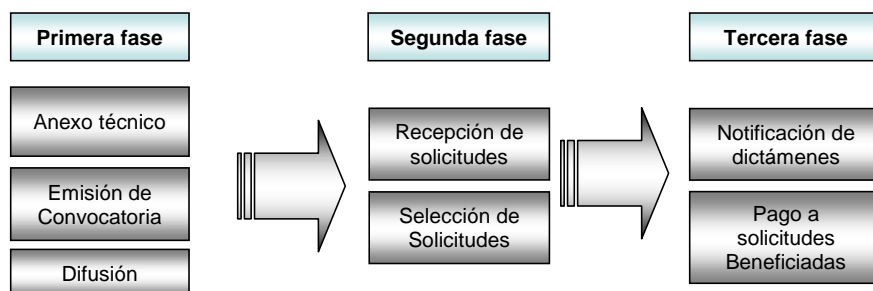 Primera fase
Anexo técnico
Emisión de
Convocatoria
Difusión
Segunda fase
Recepción de
solicitudes
Selección de
Solicitudes
Tercera fase
Notificación de
dictámenes
Pago a
solicitudes
Beneficiadas